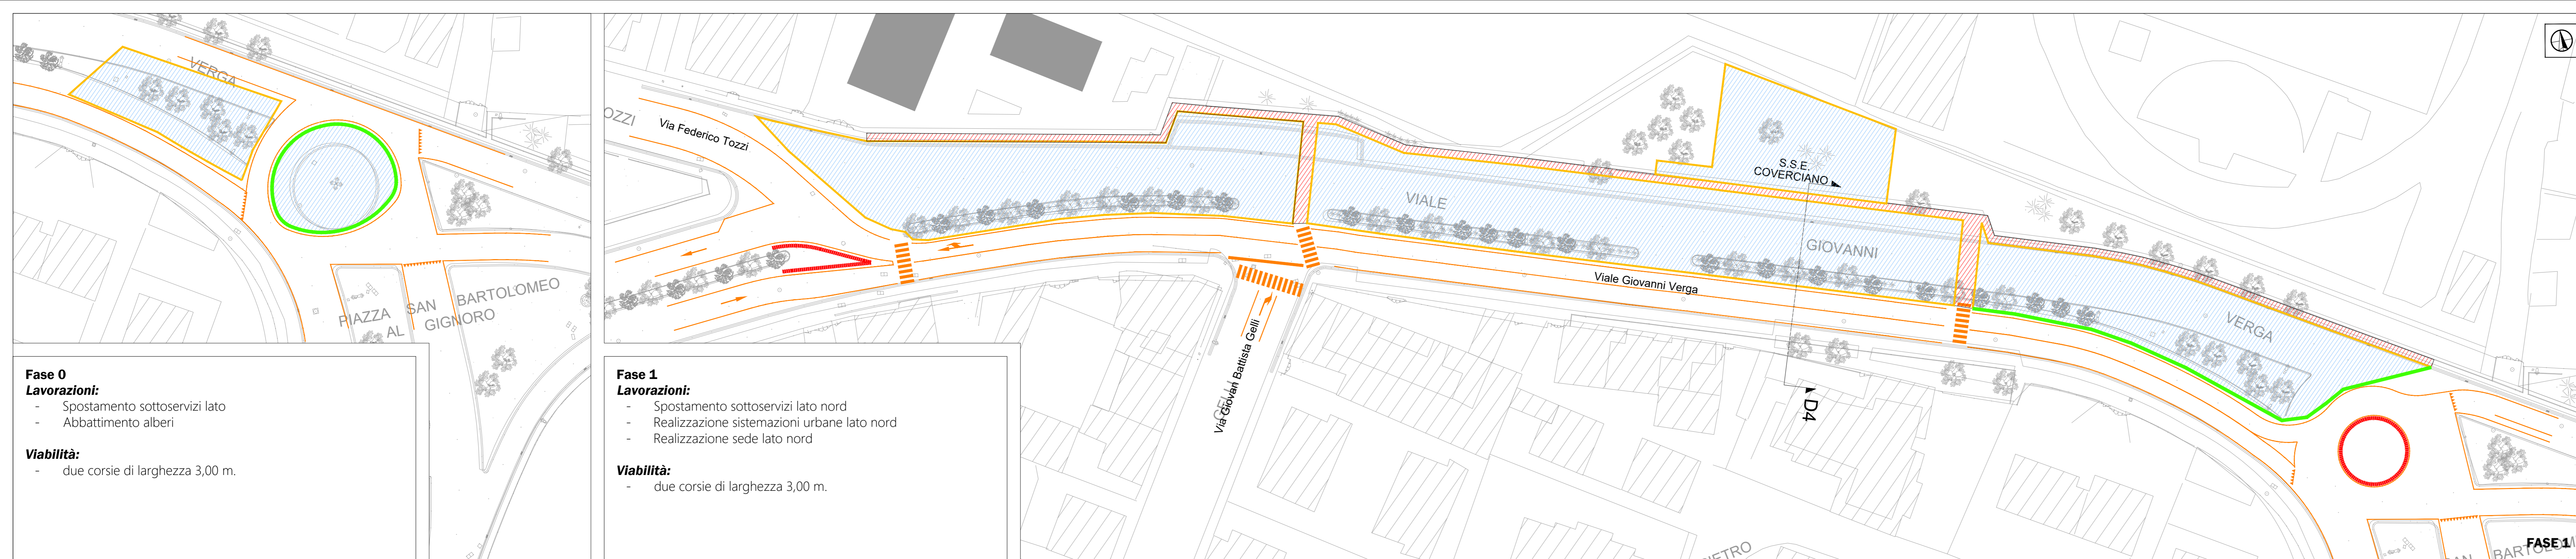 VERGA
PIAZZA SAN BARTOLOMEO
AL GIGNORO
Fase 0
Lavorazioni:
- Spostamento sottoservizi lato
- Abbattimento alberi
Viabilità:
- due corsie di larghezza 3,00 m.
OZZI
Via Federico Tozzi
VIALE
GIOVANNI
VERGA
S.S.E.
COVERCIANO
Viale Giovanni Verga
Via Giovan Battista Gelli
D4
Fase 1
Lavorazioni:
- Spostamento sottoservizi lato nord
- Realizzazione sistemazioni urbane lato nord
- Realizzazione sede lato nord
Viabilità:
- due corsie di larghezza 3,00 m.
IETRO
FASE 1